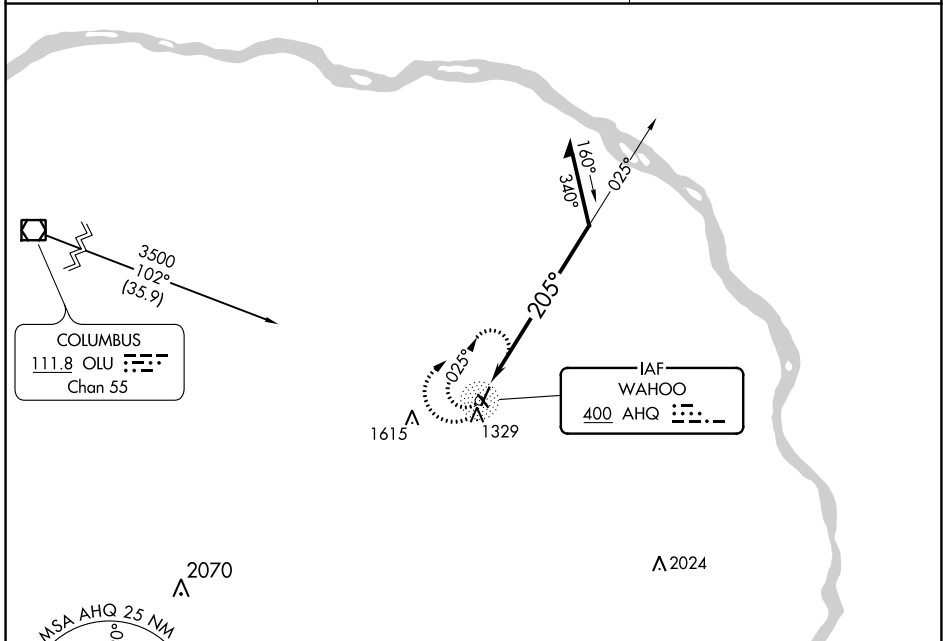 160°
340°
025°
3500
102°
(35.9)
205°
COLUMBUS
111.8 OLU
Chan 55
025°
IAF
WAHOO
400 AHQ
1615
1329
2070
2024
MSA AHQ 25 NM
0°